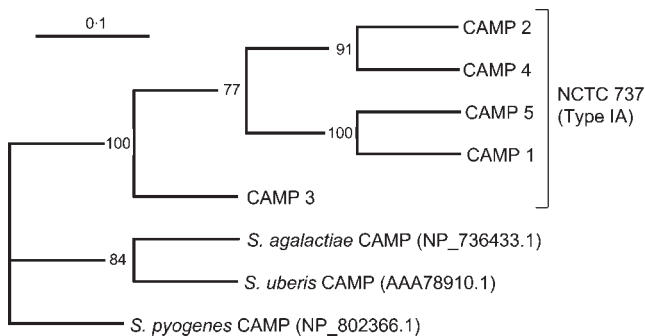 0·1
CAMP 2
91
CAMP 4
77
NCTC 737
(Type IA)
CAMP 5
100
CAMP 1
100
CAMP 3
S. agalactiae CAMP (NP_736433.1)
84
S. uberis CAMP (AAA78910.1)
S. pyogenes CAMP (NP_802366.1)